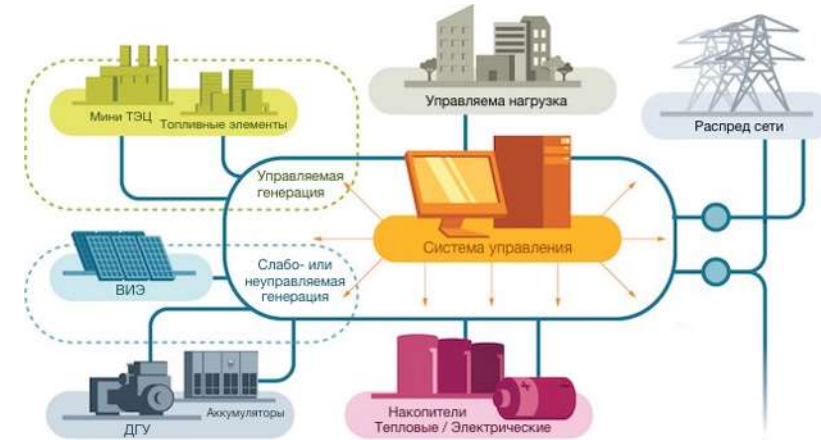 Мини ТЭЦ
Топливные элементы
Управляема нагрузка
Распред сети
Управляемая
генерация
Система управления
Слабо- или
неуправляемая
генерация
ВИЭ
ДГУ
Аккумуляторы
Накопители
Тепловые / Электрические